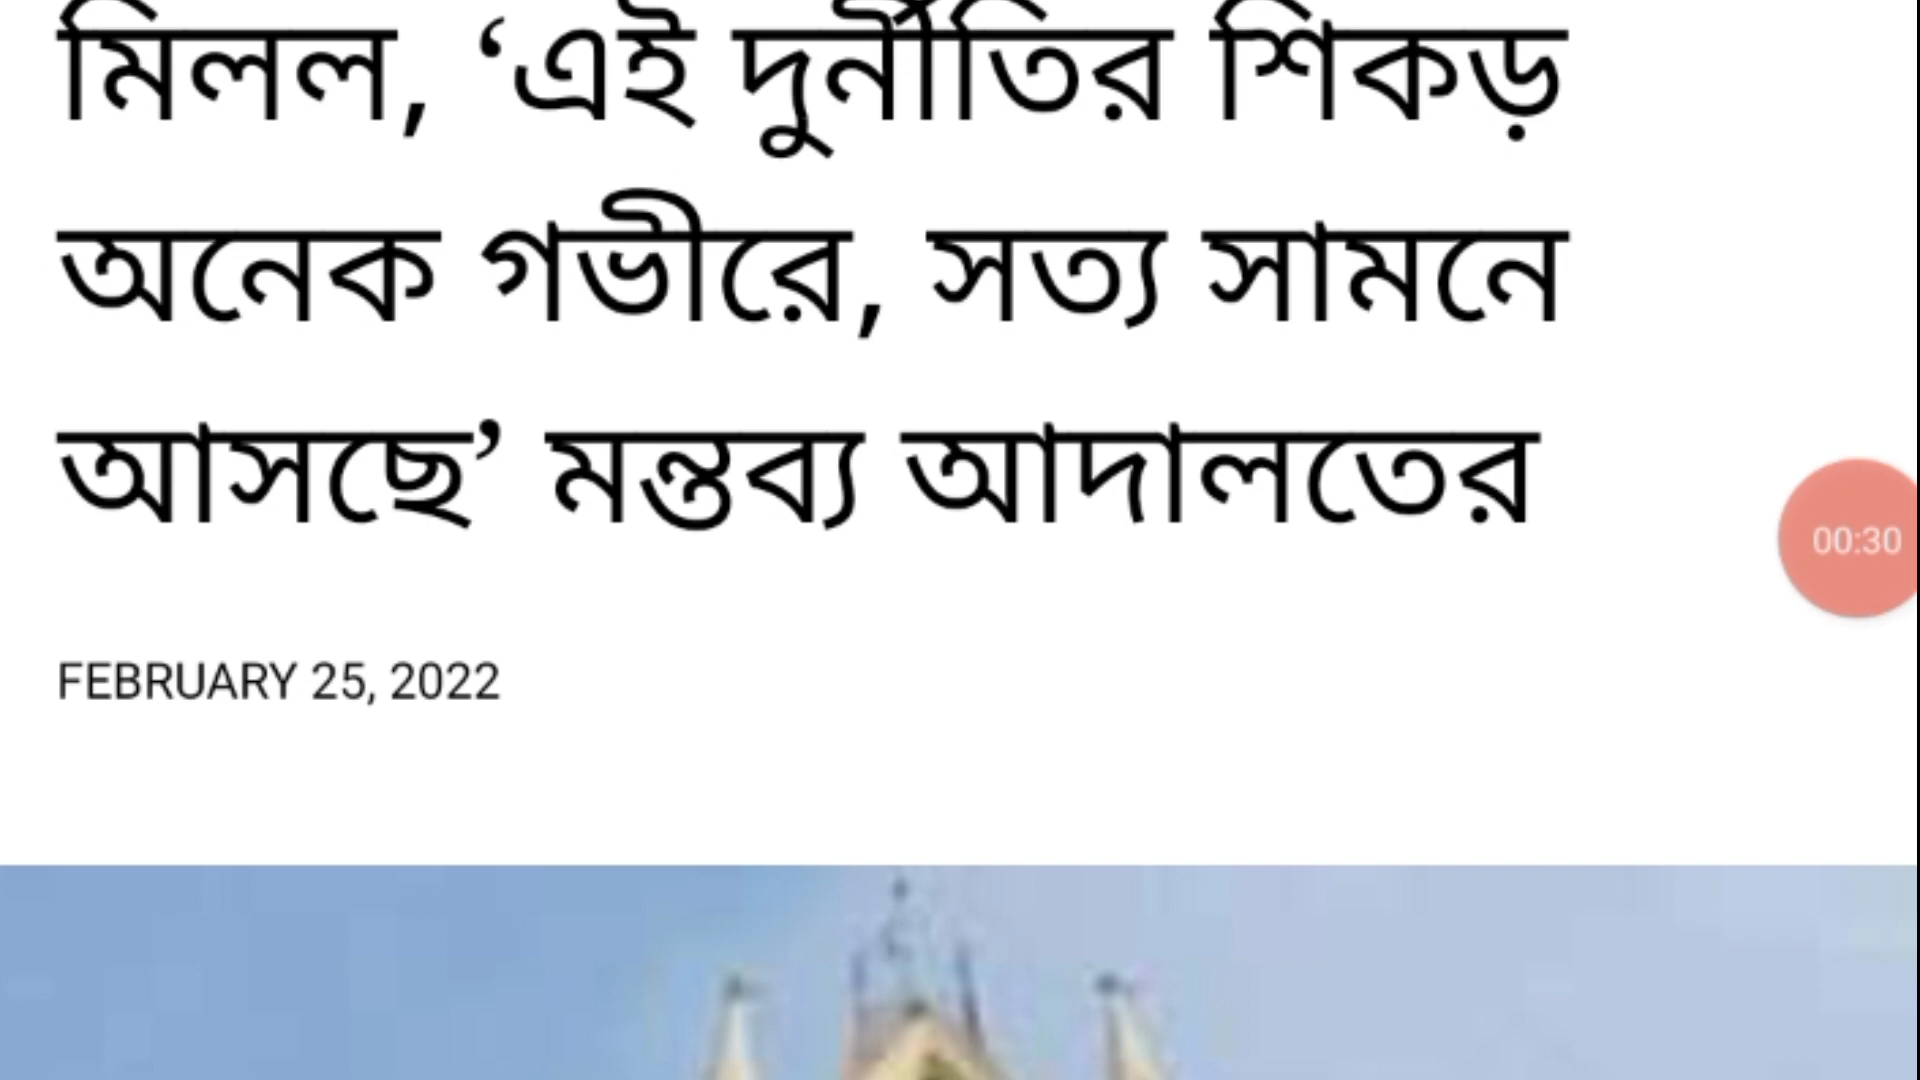 মিলল, ‘এই দুর্নীতির শিকড়
অনেক গভীরে, সত্য সামনে
আসছে’ মন্তব্য আদালতের
00:30
FEBRUARY 25, 2022